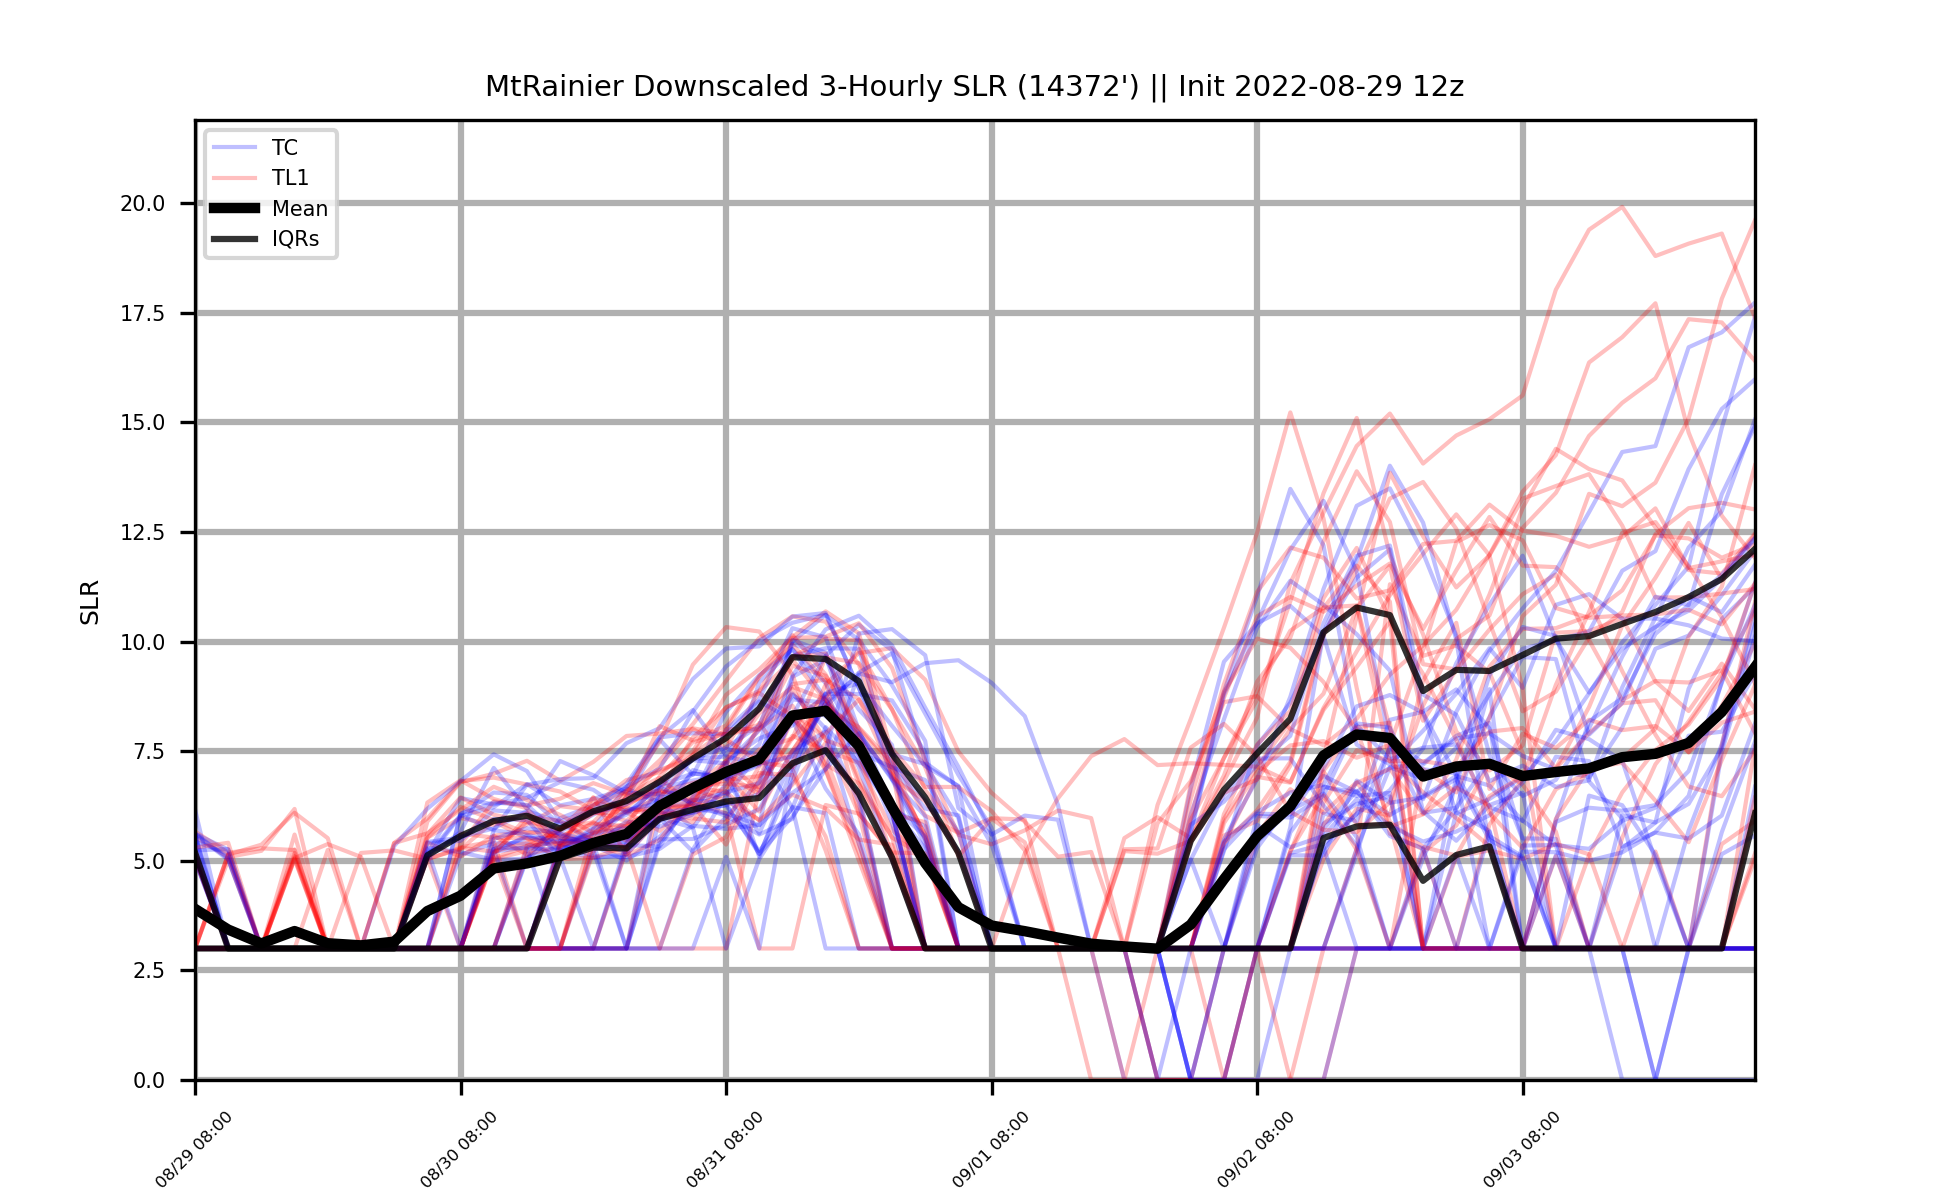 MtRainier Downscaled 3-Hourly SLR (14372') || Init 2022-08-29 12z
TC
TL1
Mean
IQRs
20.0
17.5
15.0
12.5
10.0
7.5
5.0
2.5
0.0
SLR
08/29 08:00
08/30 08:00
08/31 08:00
09/01 08:00
09/02 08:00
09/03 08:00